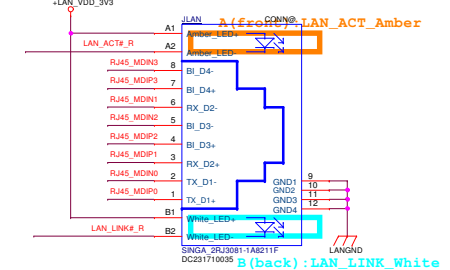 +LAN_VDD_3V3
JLAN
CONN@
A(front):LAN_ACT_Amber
A1
Amber_LED+
LAN_ACT#_R
A2
Amber_LED-
RJ45_MDIN3
8
BI_D4-
RJ45_MDIP3
7
BI_D4+
RJ45_MDIN1
6
RX_D2-
RJ45_MDIN2
5
BI_D3-
RJ45_MDIP2
4
BI_D3+
RJ45_MDIP1
3
RX_D2+
RJ45_MDIN0
2
TX_D1-
GND1
9
GND2
10
RJ45_MDIP0
1
TX_D1+
GND3
11
GND4
12
B1
White_LED+
LAN_LINK#_R
B2
White_LED-
SINGA_2RJ3081-1A8211F
DC231710035
LANGND
B(back):LAN_LINK_White